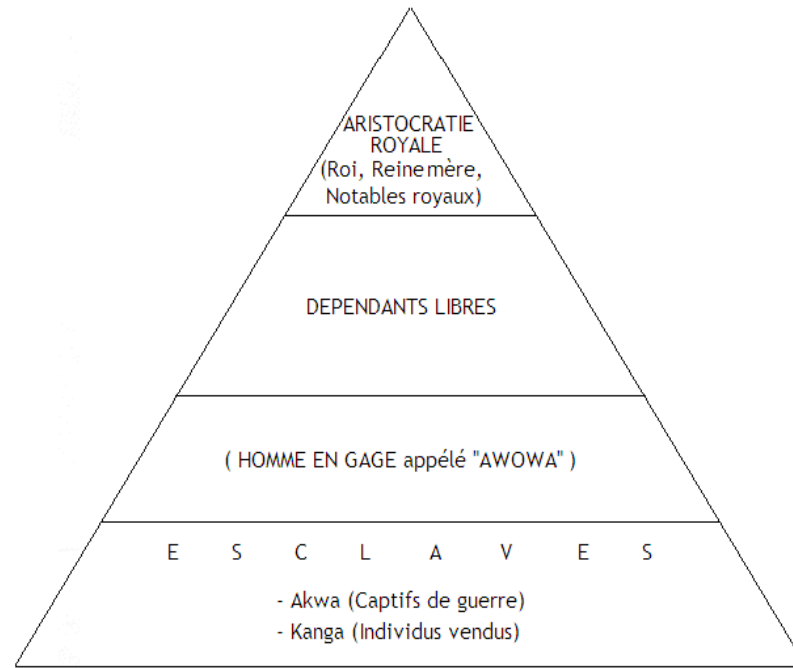 ARISTOCRATIE
ROYALE
(Roi, Reine mère,
Notables royaux)
DEPENDANTS LIBRES
( HOMME EN GAGE appélé "AWOWA" )
E S C L A V E S
- Akwa (Captifs de guerre)
- Kanga (Individus vendus)